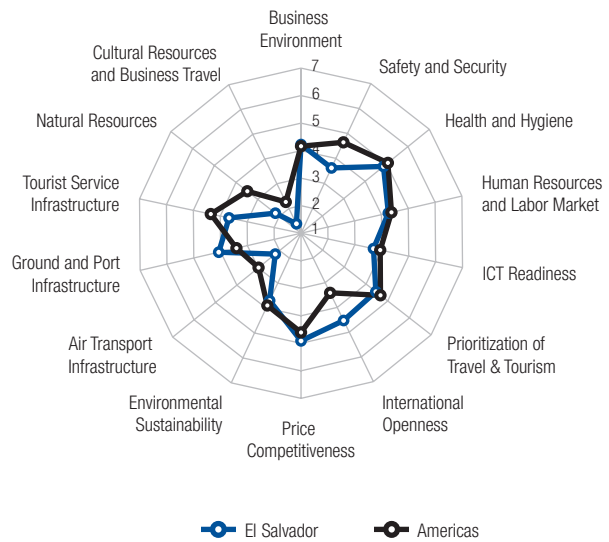 Business
Environment
Safety and Security
Health and Hygiene
Human Resources
and Labor Market
ICT Readiness
Prioritization of
Travel & Tourism
International
Openness
Price
Competitiveness
Environmental
Sustainability
Air Transport
Infrastructure
Ground and Port
Infrastructure
Tourist Service
Infrastructure
Natural Resources
Cultural Resources
and Business Travel
7
6
5
4
3
2
1
El Salvador
Americas